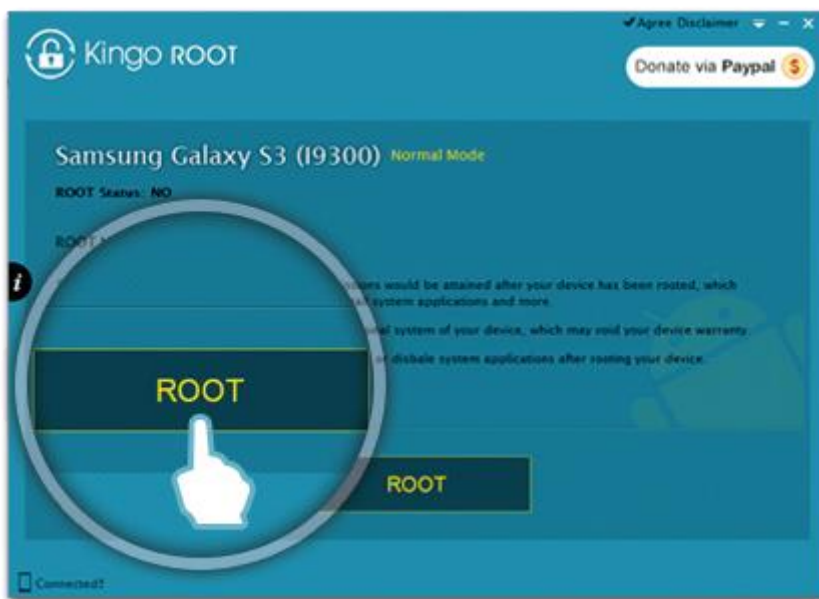 ✔Agree Disclaimer
Kingo ROOT
Donate via Paypal $
Samsung Galaxy S3 (I9300) Normal Mode
ROOT Status: NO
ROOT
i
would be attained after your device has been rooted, which
system applications and more.
system of your device, which may void your device warranty.
or disbale system applications after rooting your device.
ROOT
ROOT
Connected!